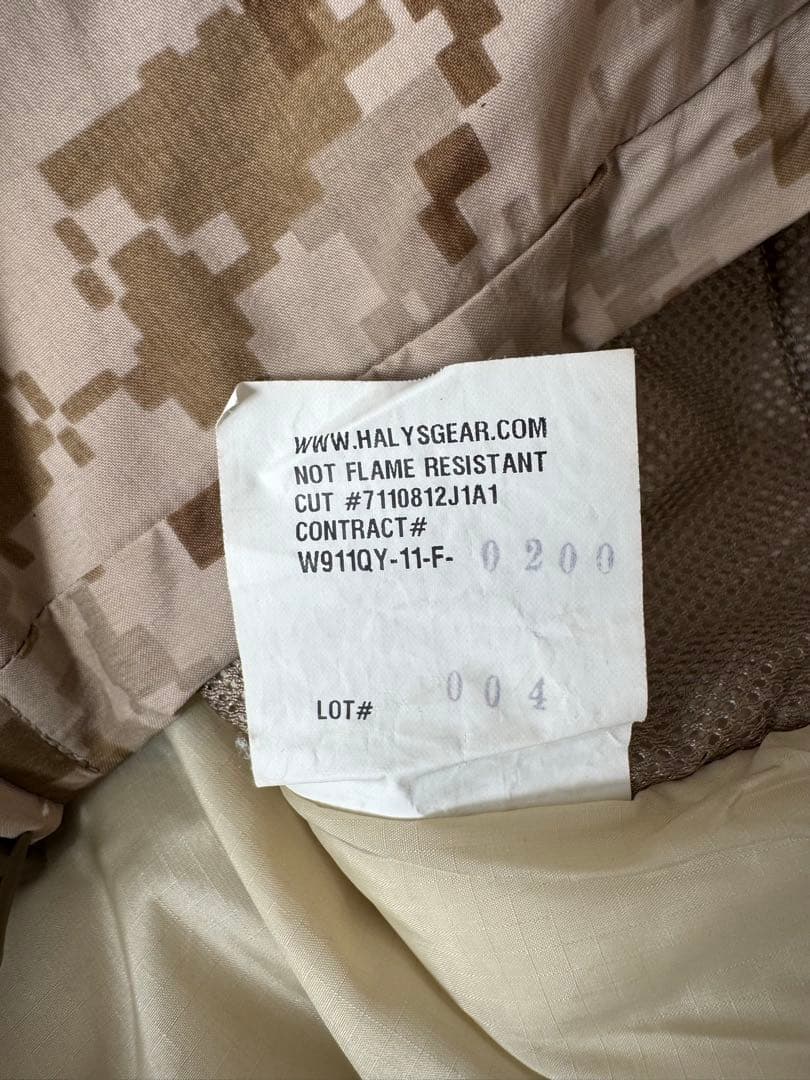 WWW.HALYSGEAR.COM
NOT FLAME RESISTANT
CUT #7110812J1A1
CONTRACT#
W911QY-11-F- 0200
LOT# 004